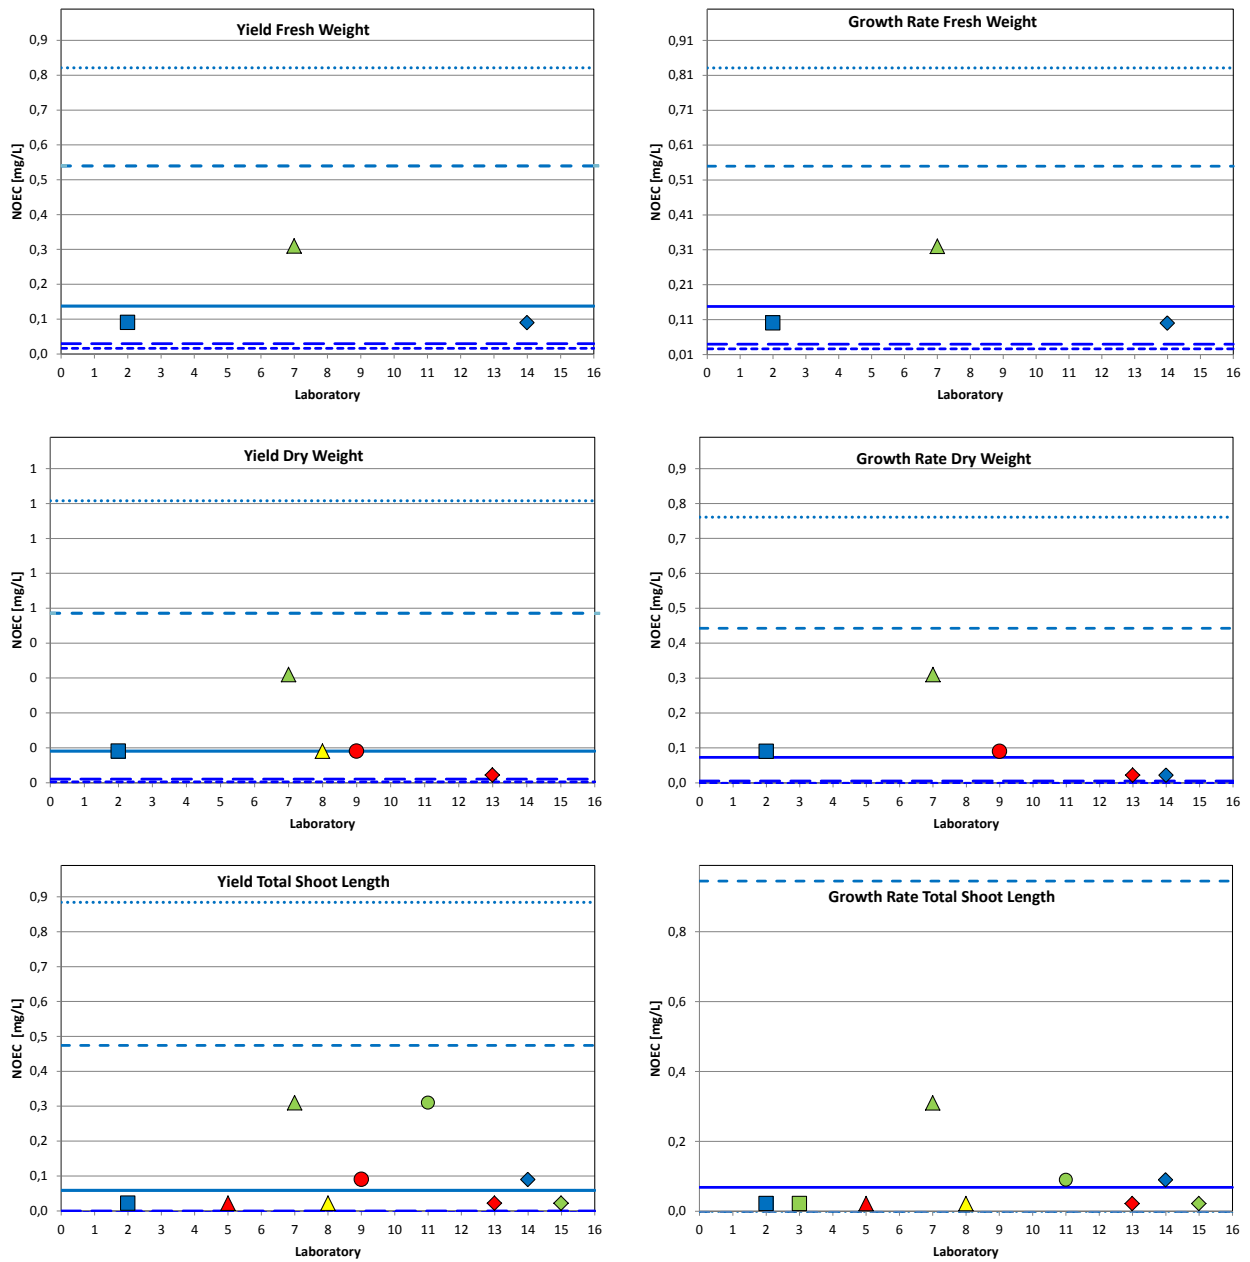 Yield Fresh Weight
NOEC [mg/L]
0,9
0,8
0,7
0,6
0,5
0,4
0,3
0,2
0,1
0,0
0 1 2 3 4 5 6 7 8 9 10 11 12 13 14 15 16
Laboratory
Growth Rate Fresh Weight
NOEC [mg/L]
0,91
0,81
0,71
0,61
0,51
0,41
0,31
0,21
0,11
0,01
0 1 2 3 4 5 6 7 8 9 10 11 12 13 14 15 16
Laboratory
Yield Dry Weight
NOEC [mg/L]
1
1
1
1
1
0
0
0
0
0
0 1 2 3 4 5 6 7 8 9 10 11 12 13 14 15 16
Laboratory
Growth Rate Dry Weight
NOEC [mg/L]
0,9
0,8
0,7
0,6
0,5
0,4
0,3
0,2
0,1
0,0
0 1 2 3 4 5 6 7 8 9 10 11 12 13 14 15 16
Laboratory
Yield Total Shoot Length
NOEC [mg/L]
0,9
0,8
0,7
0,6
0,5
0,4
0,3
0,2
0,1
0,0
0 1 2 3 4 5 6 7 8 9 10 11 12 13 14 15 16
Laboratory
Growth Rate Total Shoot Length
NOEC [mg/L]
0,8
0,6
0,4
0,2
0,0
0 1 2 3 4 5 6 7 8 9 10 11 12 13 14 15 16
Laboratory